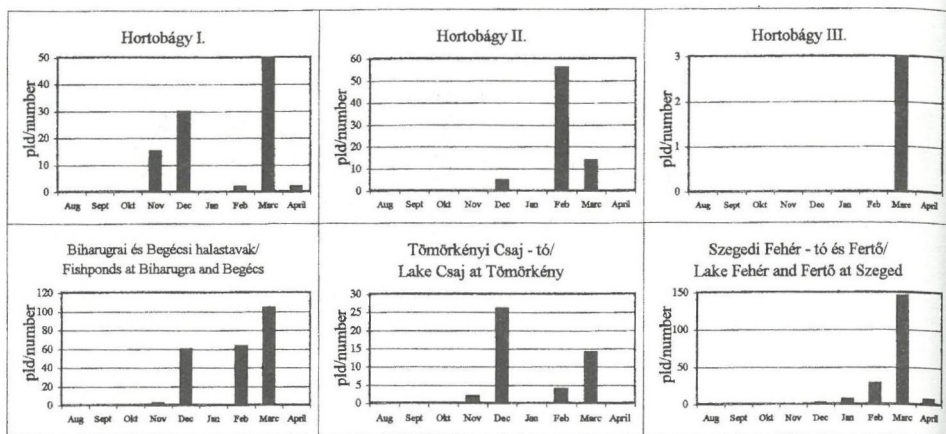 Hortobágy I.
pld/number
50
40
30
20
10
0
Aug Sept Okt Nov Dec Jan Feb Marc April
Hortobágy II.
pld/number
60
50
40
30
20
10
0
Aug Sept Okt Nov Dec Jan Feb Marc April
Hortobágy III.
pld/number
3
2
1
0
Aug Sept Okt Nov Dec Jan Feb Marc April
Biharugrai és Begécsi halastavak/
Fishponds at Biharugra and Begécs
pld/number
120
100
80
60
40
20
0
Aug Sept Okt Nov Dec Jan Feb Marc April
Tömörkényi Csaj - tó/
Lake Csaj at Tömörkény
pld/number
30
25
20
15
10
5
0
Aug Sept Okt Nov Dec Jan Feb Marc April
Szegedi Fehér - tó és Fertő/
Lake Fehér and Fertő at Szeged
pld/number
150
100
50
0
Aug Sept Okt Nov Dec Jan Feb Marc April